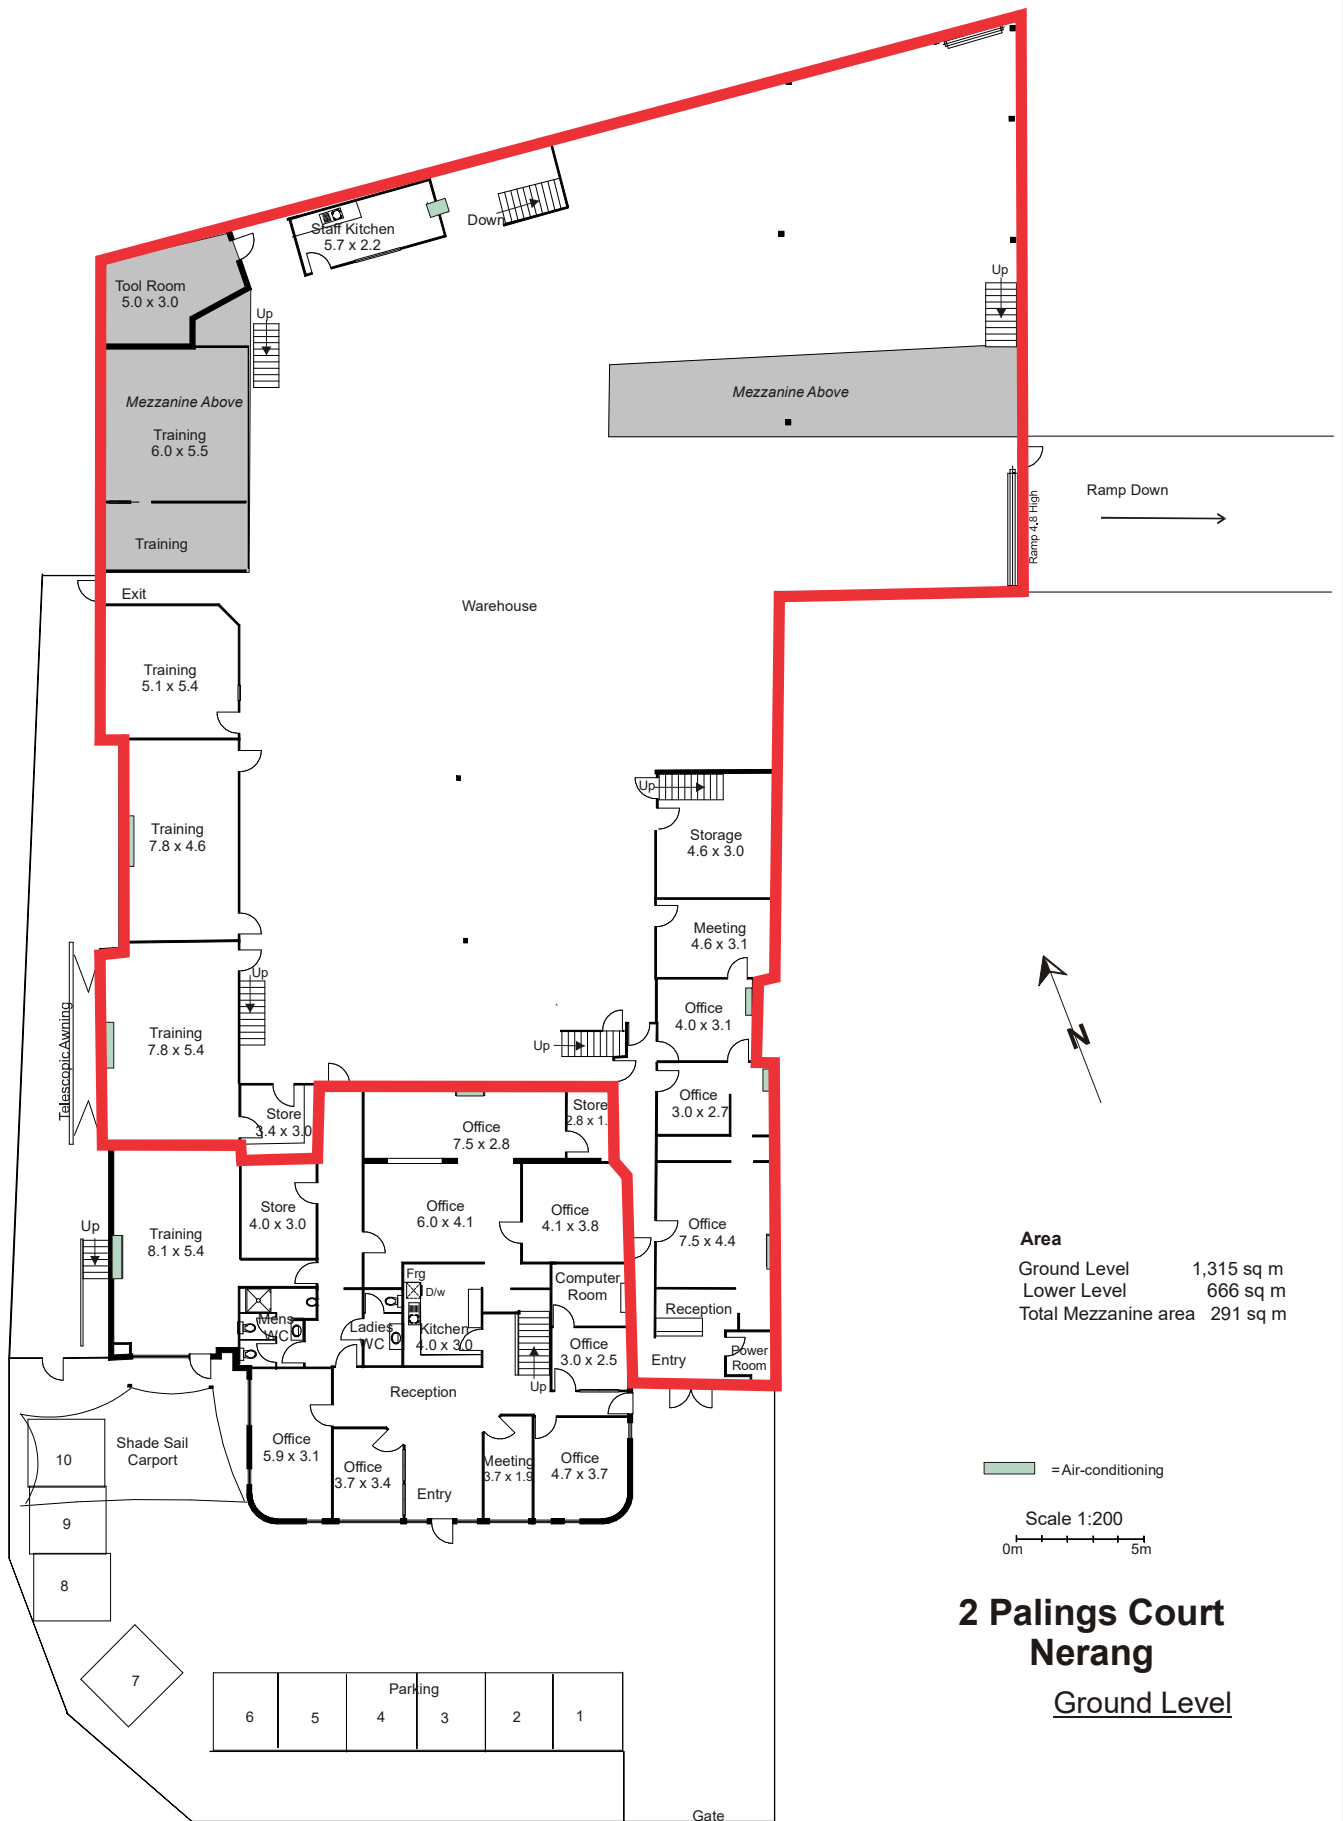 Down
Staff Kitchen
5.7 x 2.2
Tool Room
5.0 x 3.0
Up
Up
Mezzanine Above
Training
6.0 x 5.5
Mezzanine Above
Training
Ramp Down
Ramp 4.8 High
Exit
Warehouse
Training
5.1 x 5.4
Training
7.8 x 4.6
Up
Storage
4.6 x 3.0
Meeting
4.6 x 3.1
Up
Office
4.0 x 3.1
Telescopic Awning
Training
7.8 x 5.4
Up
N
Store
3.4 x 3.0
Office
7.5 x 2.8
Store
2.8 x 1.
Office
3.0 x 2.7
Store
4.0 x 3.0
Office
6.0 x 4.1
Office
4.1 x 3.8
Office
7.5 x 4.4
Up
Training
8.1 x 5.4
Area
Ground Level 1,315 sq m
Lower Level 666 sq m
Total Mezzanine area 291 sq m
Frg
D/w
Computer
Room
Reception
Mens
WC
Ladies
WC
Kitchen
4.0 x 3.0
Office
3.0 x 2.5
Entry
Power
Room
Up
Reception
Shade Sail
Carport
Office
5.9 x 3.1
Office
3.7 x 3.4
Meeting
3.7 x 1.9
Office
4.7 x 3.7
Entry
10
9
8
7
=Air-conditioning
Scale 1:200
0m 5m
2 Palings Court
Nerang
Ground Level
Parking
6 5 4 3 2 1
Gate